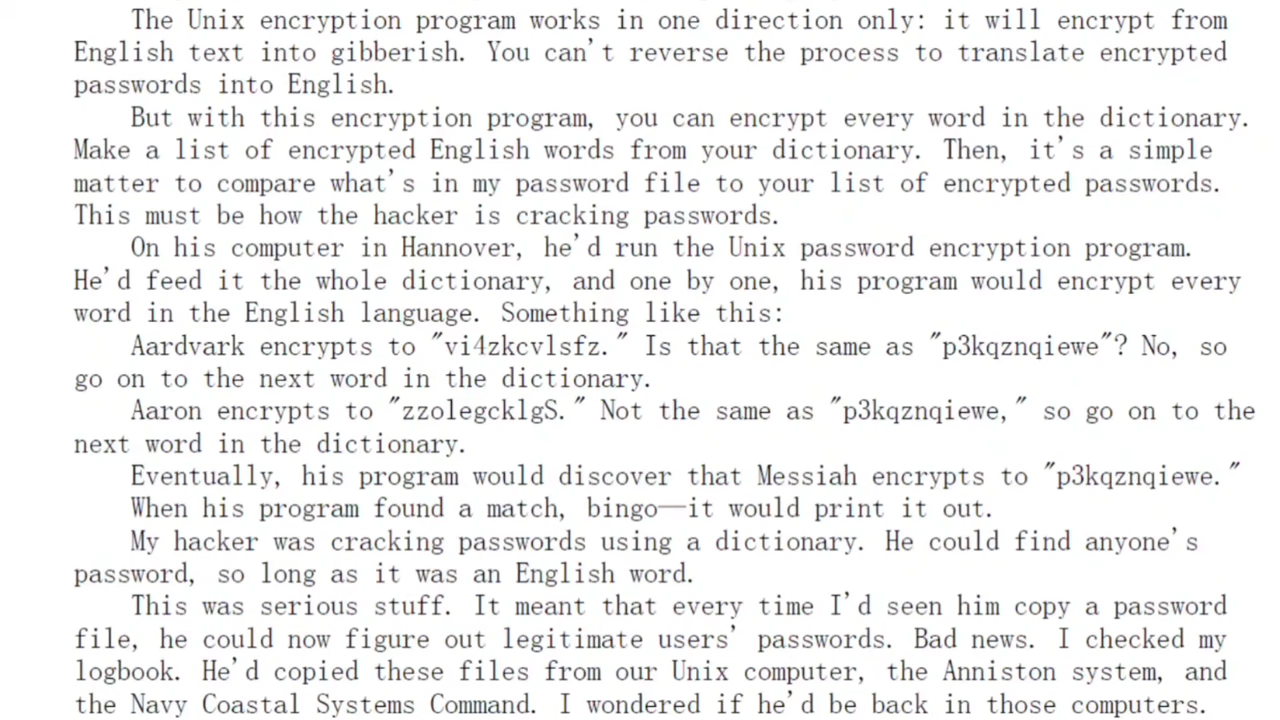 The Unix encryption program works in one direction only: it will encrypt from
English text into gibberish. You can't reverse the process to translate encrypted
passwords into English.
But with this encryption program, you can encrypt every word in the dictionary.
Make a list of encrypted English words from your dictionary. Then, it's a simple
matter to compare what's in my password file to your list of encrypted passwords.
This must be how the hacker is cracking passwords.
On his computer in Hannover, he'd run the Unix password encryption program.
He'd feed it the whole dictionary, and one by one, his program would encrypt every
word in the English language. Something like this:
Aardvark encrypts to "vi4zkcvlsfz." Is that the same as "p3kqznqiewe"? No, so
go on to the next word in the dictionary.
Aaron encrypts to "zzolegcklgS." Not the same as "p3kqznqiewe," so go on to the
next word in the dictionary.
Eventually, his program would discover that Messiah encrypts to "p3kqznqiewe."
When his program found a match, bingo—it would print it out.
My hacker was cracking passwords using a dictionary. He could find anyone's
password, so long as it was an English word.
This was serious stuff. It meant that every time I'd seen him copy a password
file, he could now figure out legitimate users' passwords. Bad news. I checked my
logbook. He'd copied these files from our Unix computer, the Anniston system, and
the Navy Coastal Systems Command. I wondered if he'd be back in those computers.